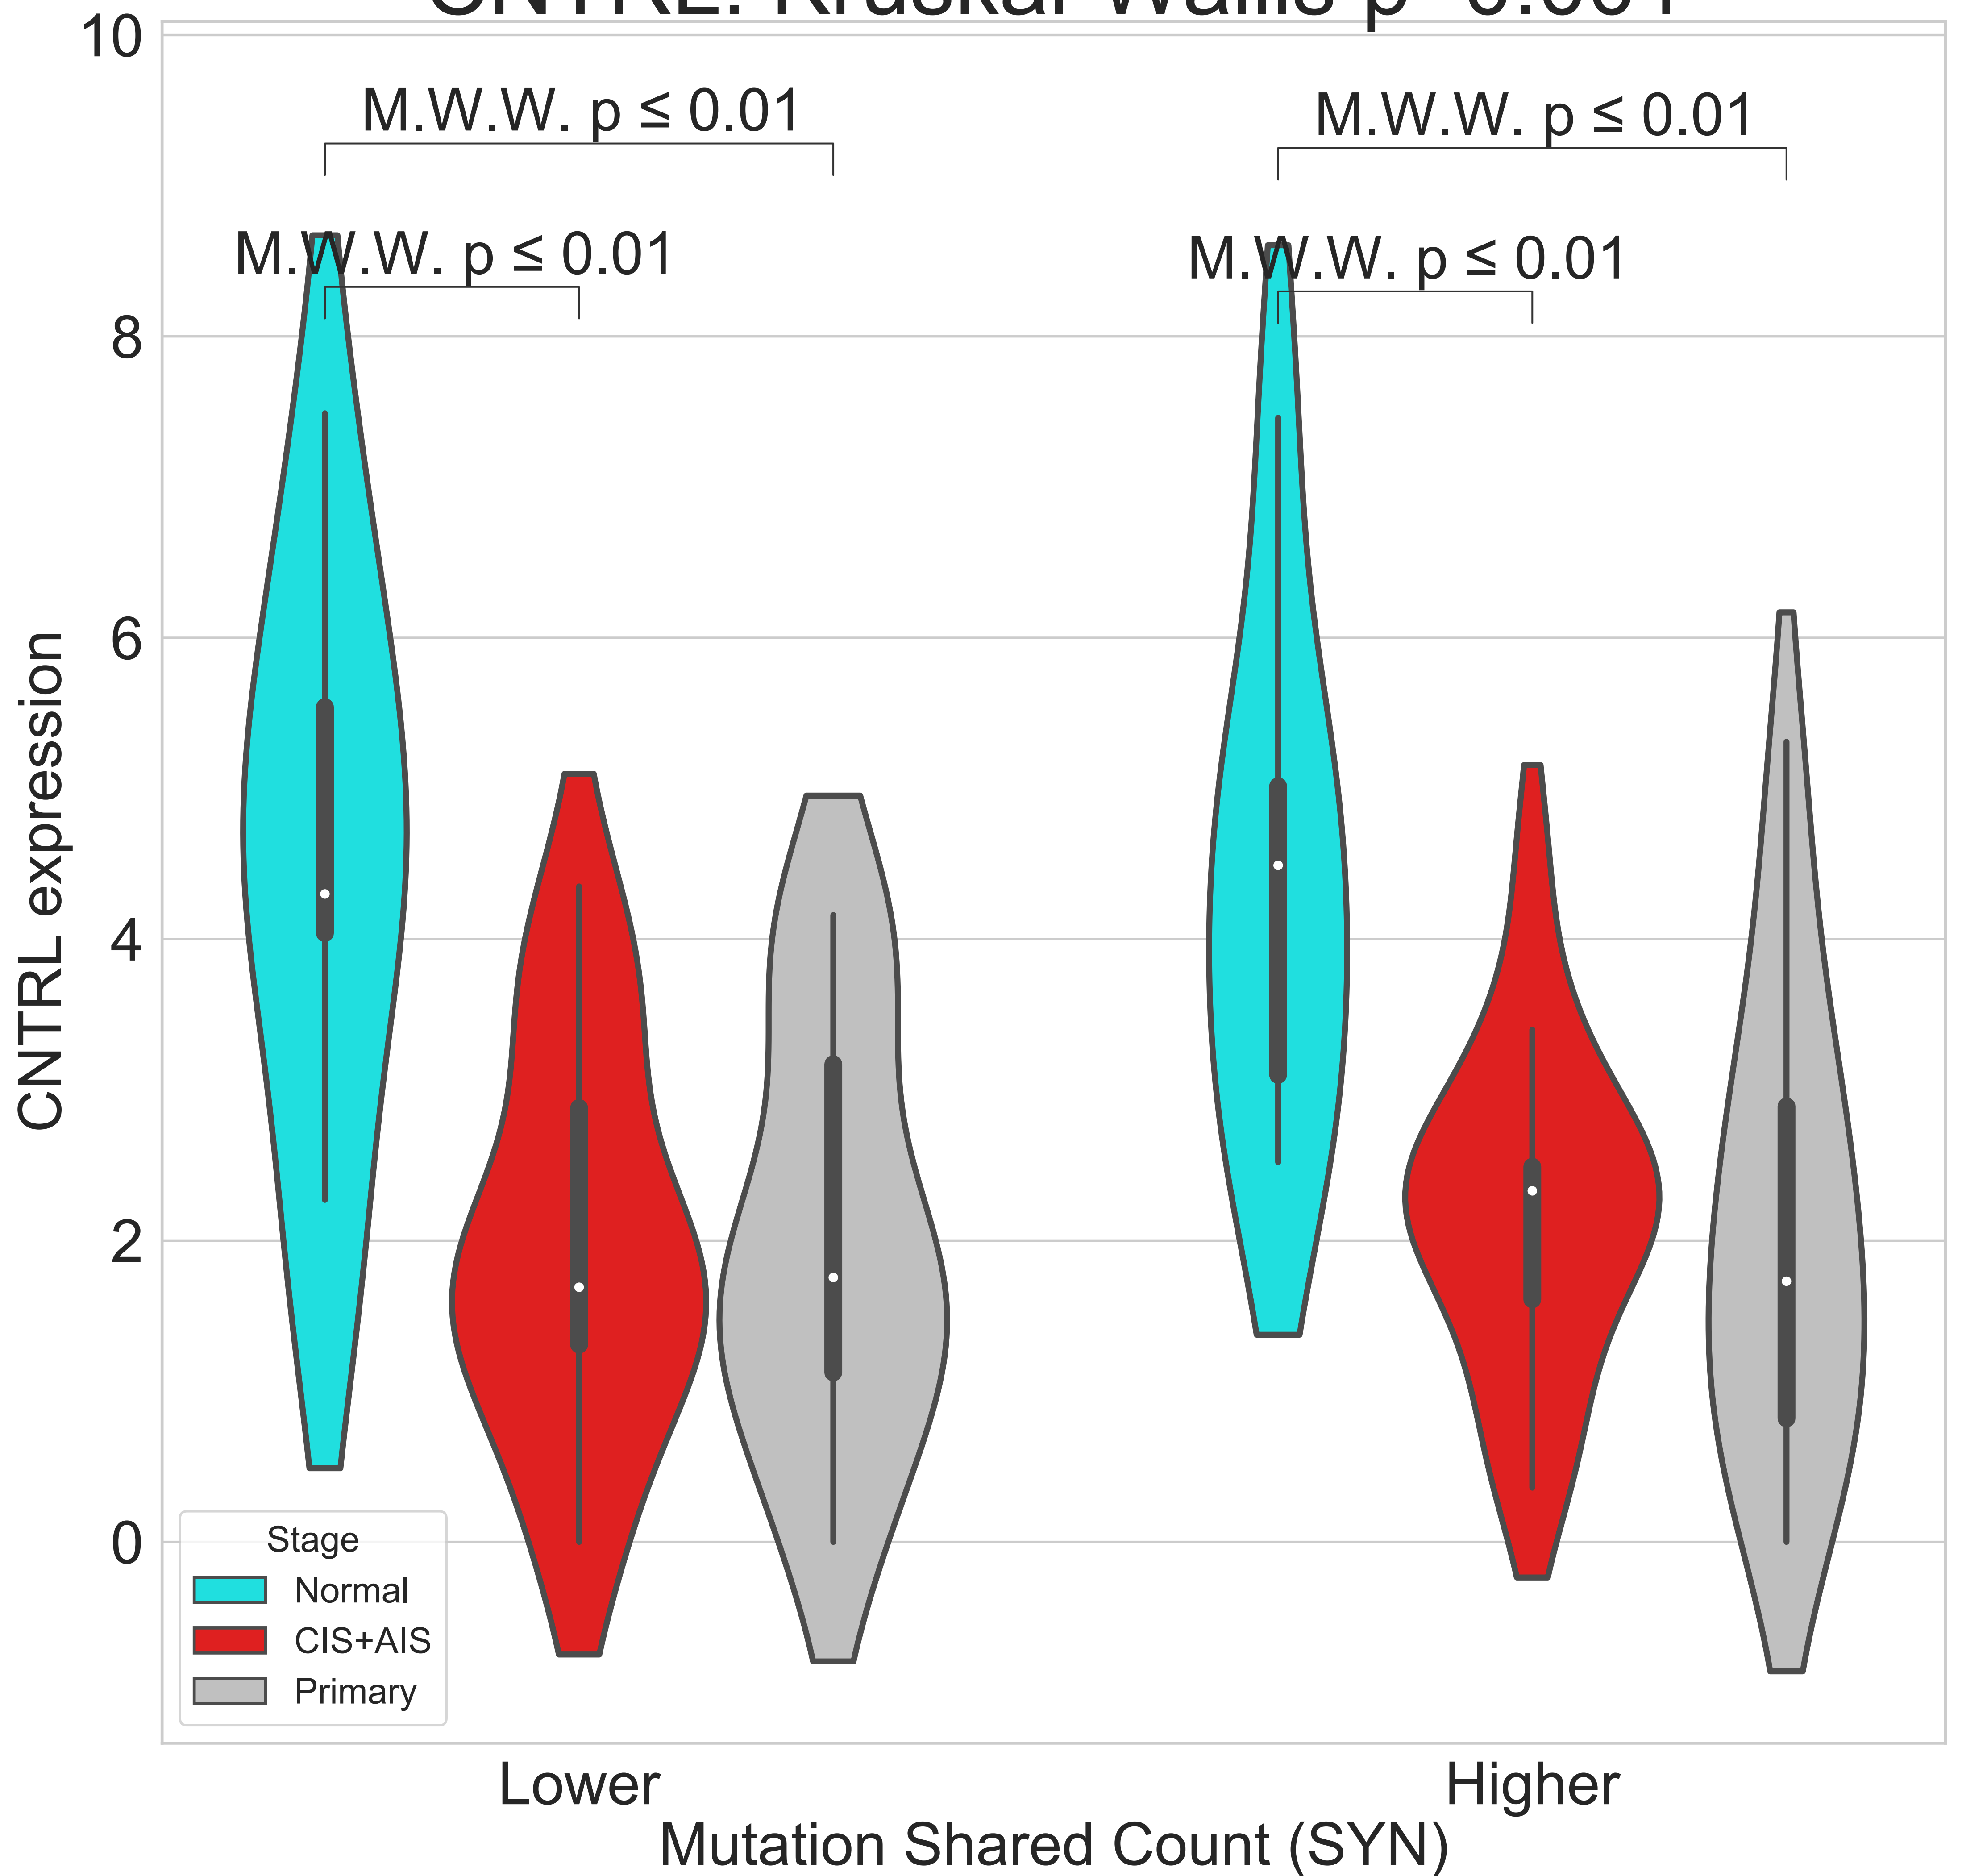 10
M.W.W. p ≤ 0.01
M.W.W. p ≤ 0.01
M.W.W. p ≤ 0.01
M.W.W. p ≤ 0.01
8
6
4
2
0
CNTRL expression
Stage
Normal
CIS+AIS
Primary
Lower
Higher
Mutation Shared Count (SYN)